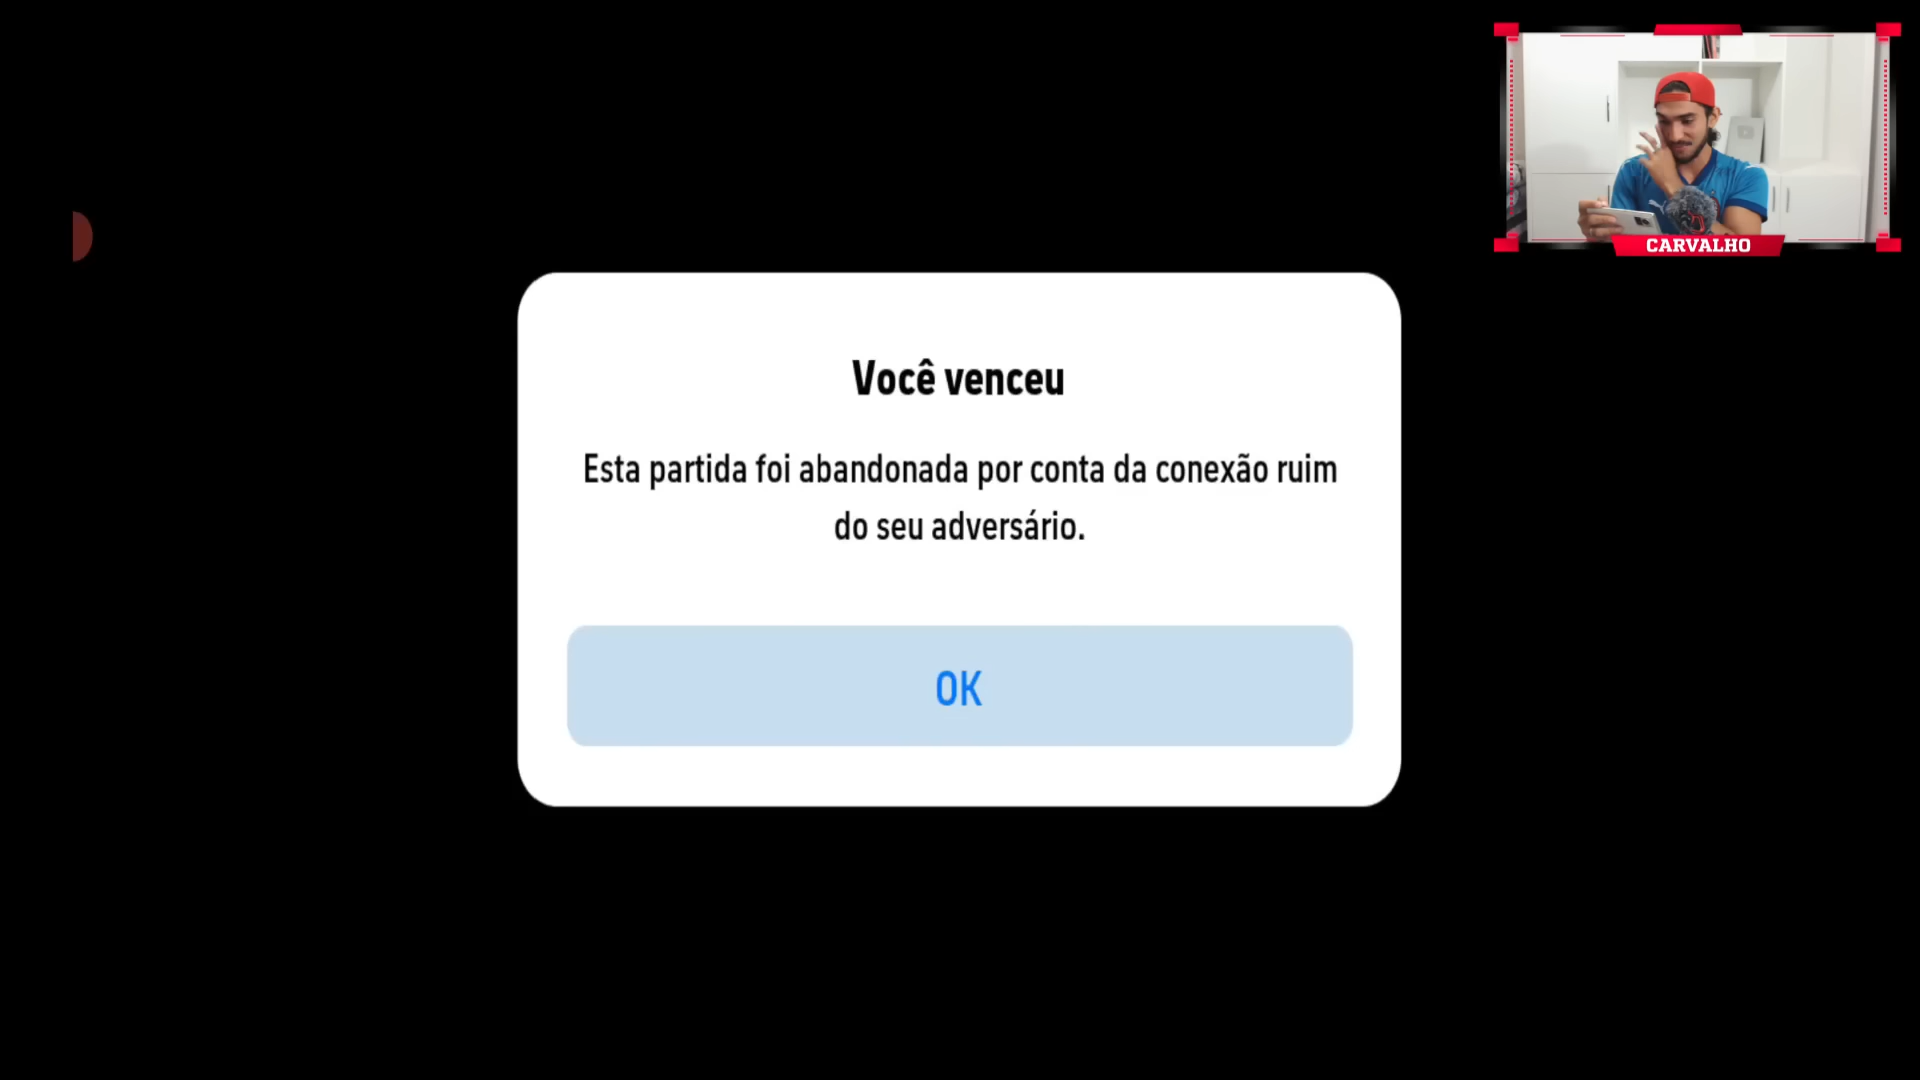 CARVALHO
Você venceu
Esta partida foi abandonada por conta da conexão ruim
do seu adversário.
OK